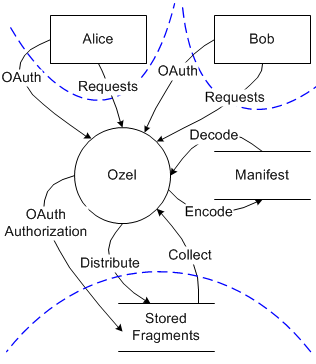 Alice
Bob
OAuth
OAuth
Requests
Requests
Decode
Ozel
Manifest
Encode
OAuth
Authorization
Distribute
Collect
Stored
Fragments